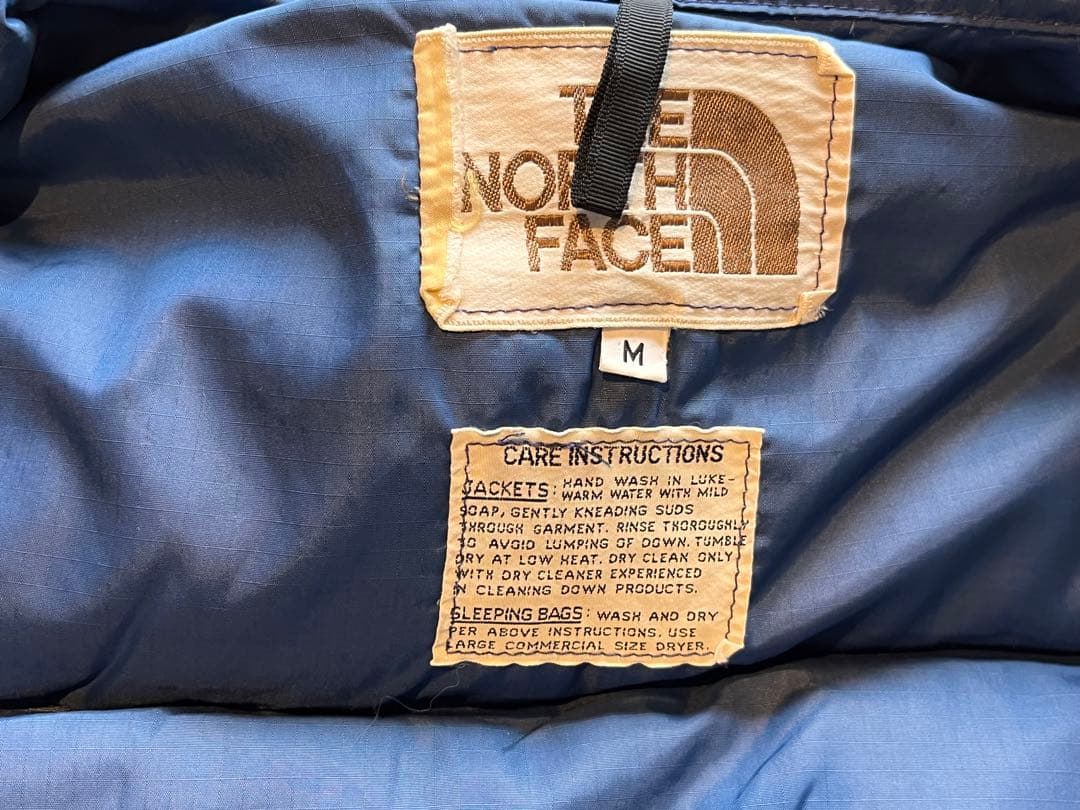 THE
NORTH
FACE
M
CARE INSTRUCTIONS
JACKETS: HAND WASH IN LUKE-
WARM WATER WITH MILD
SOAP, GENTLY KNEADING SUDS
THROUGH GARMENT. RINSE THOROUGHLY
TO AVOID LUMPING OF DOWN. TUMBLE
DRY AT LOW HEAT. DRY CLEAN ONLY
WITH DRY CLEANER EXPERIENCED
IN CLEANING DOWN PRODUCTS.
SLEEPING BAGS: WASH AND DRY
PER ABOVE INSTRUCTIONS. USE
LARGE COMMERCIAL SIZE DRYER.